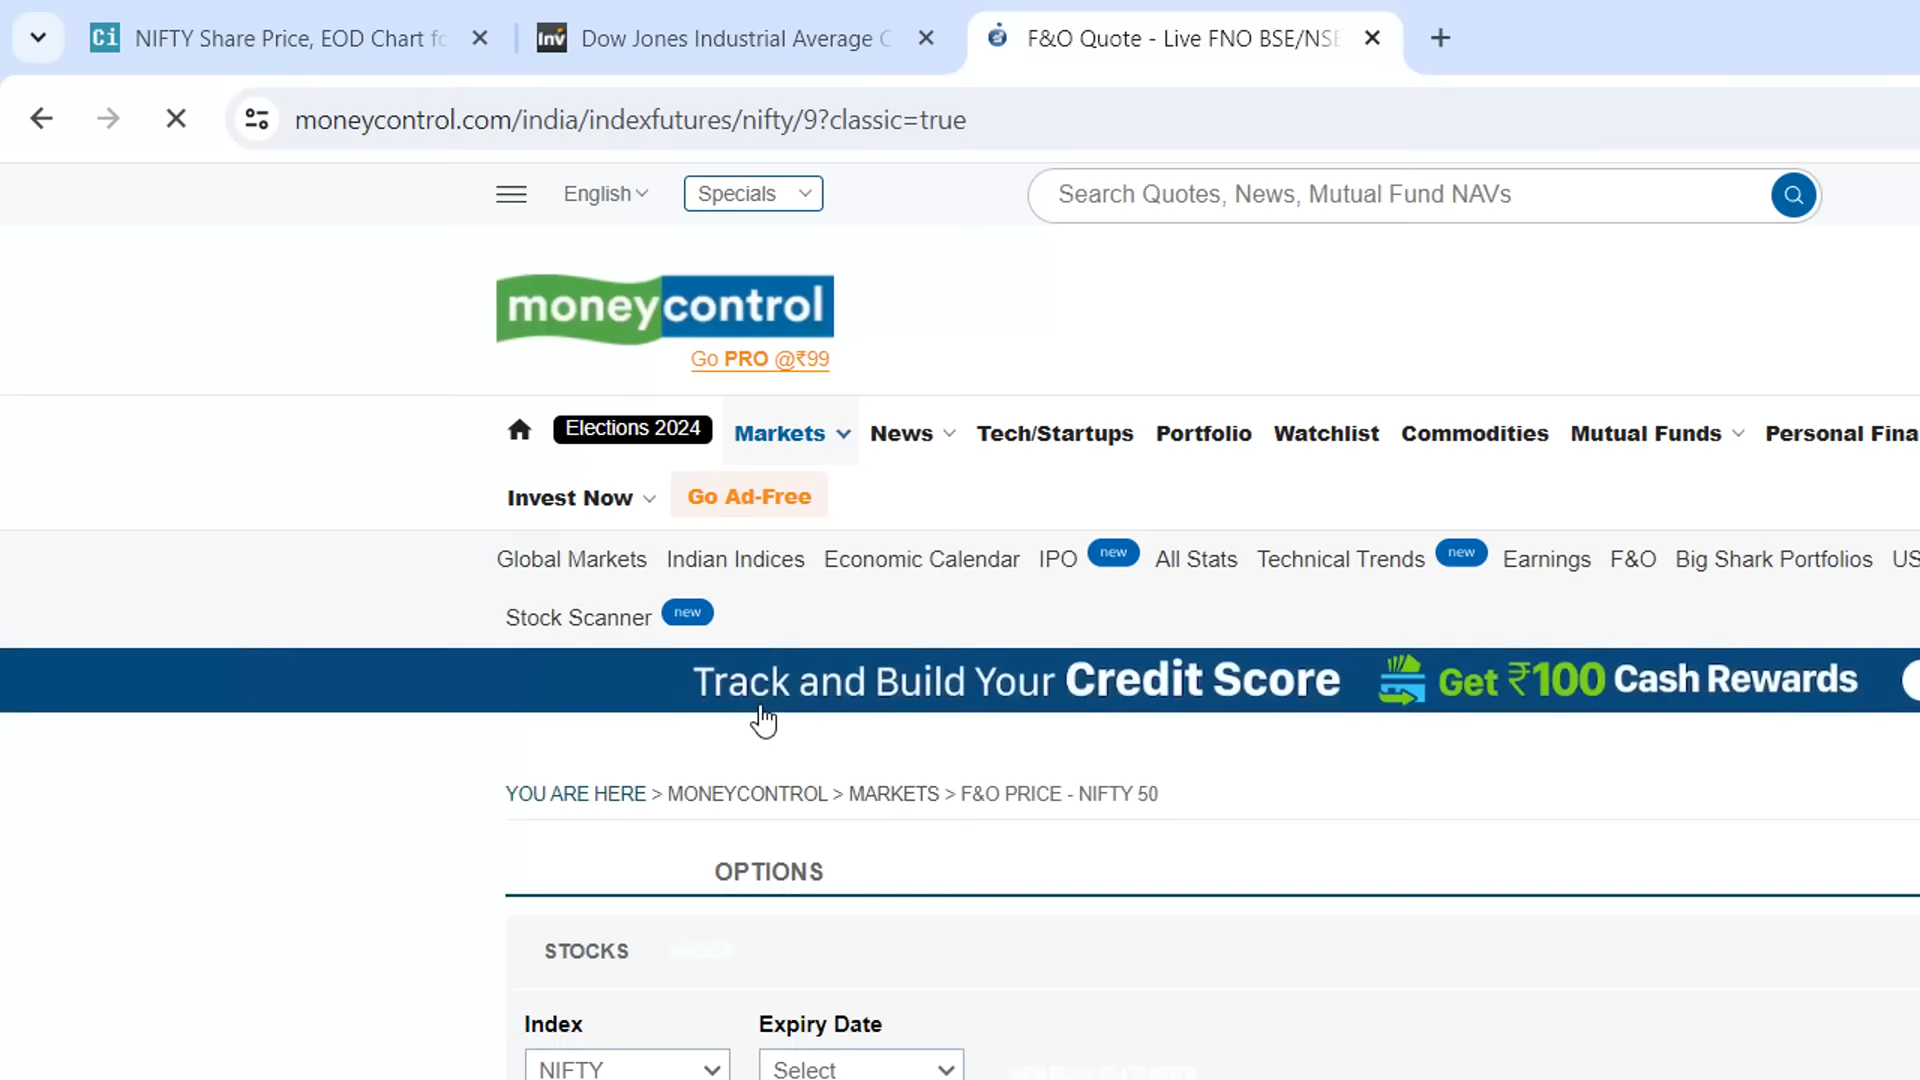 Ci NIFTY Share Price, EOD Chart fo
Inv Dow Jones Industrial Average C
F&O Quote - Live FNO BSE/NSE
moneycontrol.com/india/indexfutures/nifty/9?classic=true
English Specials Search Quotes, News, Mutual Fund NAVs
moneycontrol
Go PRO @₹99
Elections 2024 Markets News Tech/Startups Portfolio Watchlist Commodities Mutual Funds Personal Fina
Invest Now Go Ad-Free
Global Markets Indian Indices Economic Calendar IPO new All Stats Technical Trends new Earnings F&O Big Shark Portfolios US
Stock Scanner new
Track and Build Your Credit Score Get ₹100 Cash Rewards
YOU ARE HERE > MONEYCONTROL > MARKETS > F&O PRICE - NIFTY 50
OPTIONS
STOCKS
Index Expiry Date
NIFTY Select